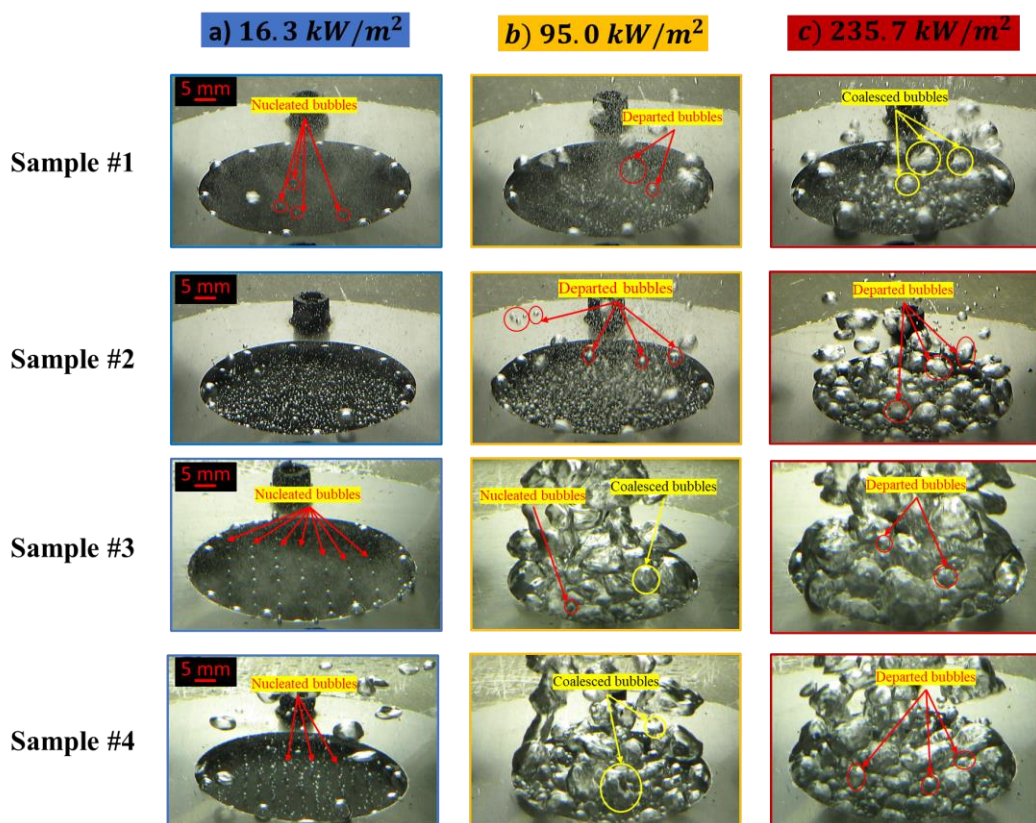 a) 16.3 kW/m²
b) 95.0 kW/m²
c) 235.7 kW/m²
Sample #1
5 mm
Nucleated bubbles
Departed bubbles
Coalesced bubbles
Sample #2
5 mm
Departed bubbles
Departed bubbles
Sample #3
5 mm
Nucleated bubbles
Nucleated bubbles
Coalesced bubbles
Departed bubbles
Sample #4
5 mm
Nucleated bubbles
Coalesced bubbles
Departed bubbles